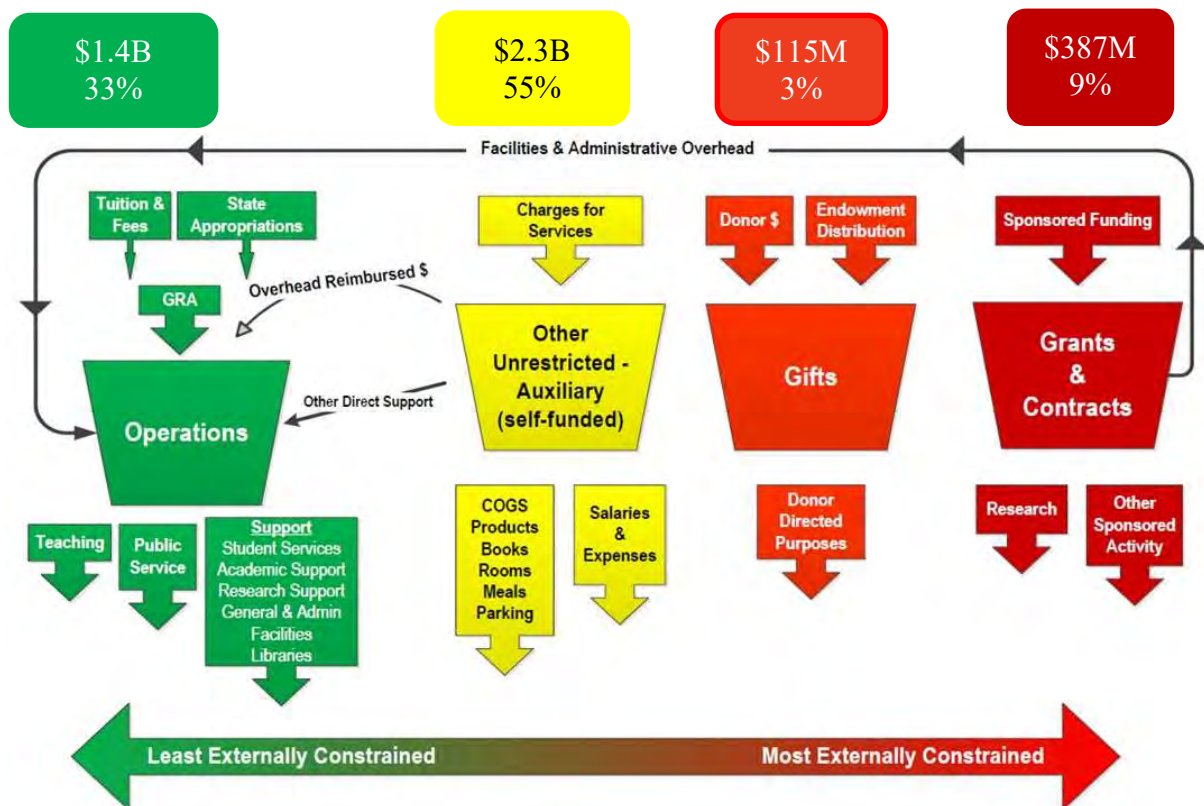 $1.4B
33%
$2.3B
55%
$115M
3%
$387M
9%
Facilities & Administrative Overhead
Tuition &
Fees
State
Appropriations
GRA
Operations
Overhead Reimbursed $
Other Direct Support
Teaching
Public
Service
Support
Student Services
Academic Support
Research Support
General & Admin
Facilities
Libraries
Charges for
Services
Other
Unrestricted -
Auxiliary
(self-funded)
COGS
Products
Books
Rooms
Meals
Parking
Salaries
&
Expenses
Donor $
Endowment
Distribution
Gifts
Donor
Directed
Purposes
Sponsored Funding
Grants
&
Contracts
Research
Other
Sponsored
Activity
Least Externally Constrained
Most Externally Constrained